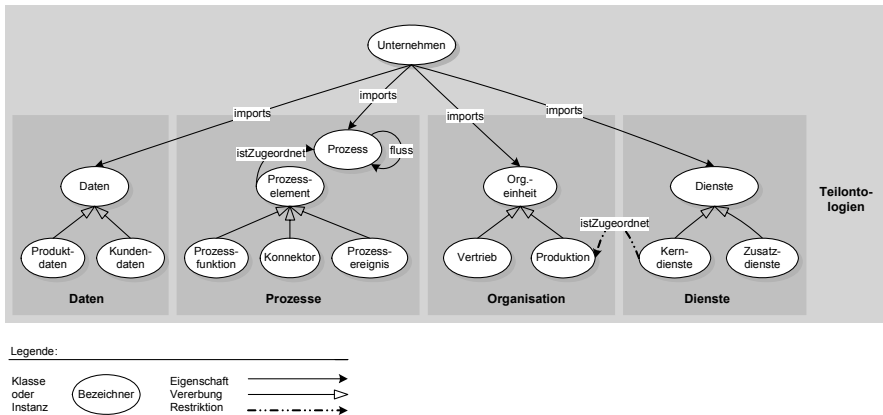 Unternehmen
imports
imports
imports
imports
istZugeordnet
Prozess
fluss
Daten
Prozess-
element
Org.-
einheit
Dienste
Teilonto-
logien
istZugeordnet
Produkt-
daten
Kunden-
daten
Prozess-
funktion
Konnektor
Prozess-
ereignis
Vertrieb
Produktion
Kern-
dienste
Zusatz-
dienste
Daten
Prozesse
Organisation
Dienste
Legende:
Klasse
oder
Instanz
Bezeichner
Eigenschaft
Vererbung
Restriktion